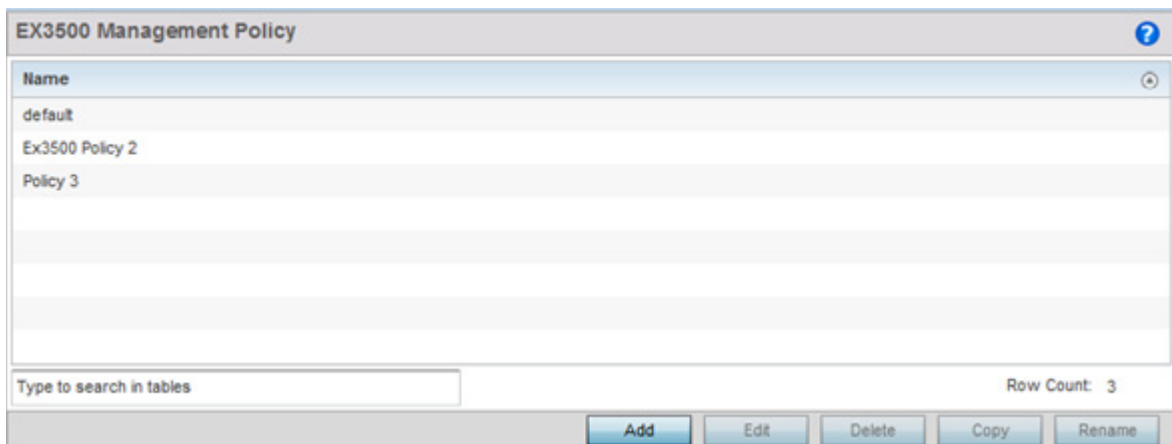 EX3500 Management Policy
?
Name
default
Ex3500 Policy 2
Policy 3
Type to search in tables
Row Count: 3
Add Edit Delete Copy Rename